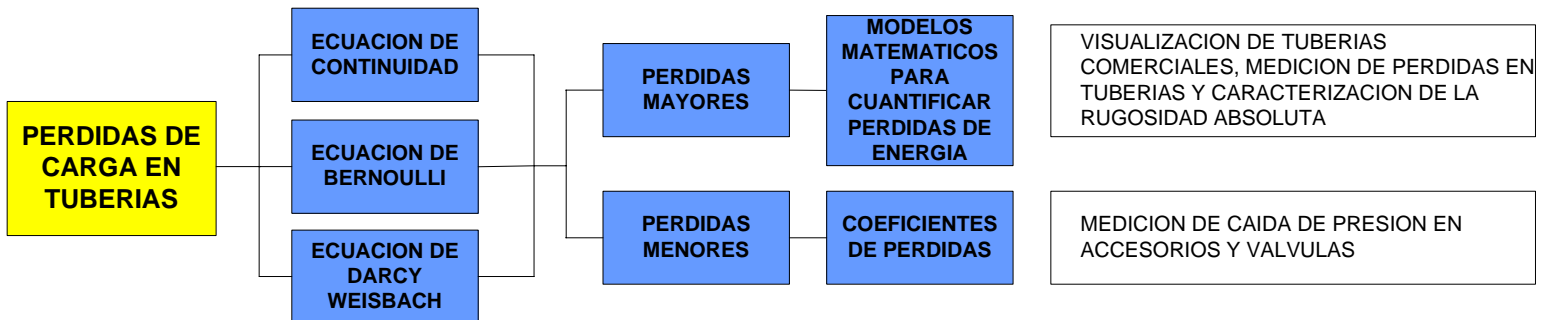 PERDIDAS DE
CARGA EN
TUBERIAS
ECUACION DE
CONTINUIDAD
ECUACION DE
BERNOULLI
ECUACION DE
DARCY
WEISBACH
PERDIDAS
MAYORES
MODELOS
MATEMATICOS
PARA
CUANTIFICAR
PERDIDAS DE
ENERGIA
VISUALIZACION DE TUBERIAS
COMERCIALES, MEDICION DE PERDIDAS EN
TUBERIAS Y CARACTERIZACION DE LA
RUGOSIDAD ABSOLUTA
PERDIDAS
MENORES
COEFICIENTES
DE PERDIDAS
MEDICION DE CAIDA DE PRESION EN
ACCESORIOS Y VALVULAS